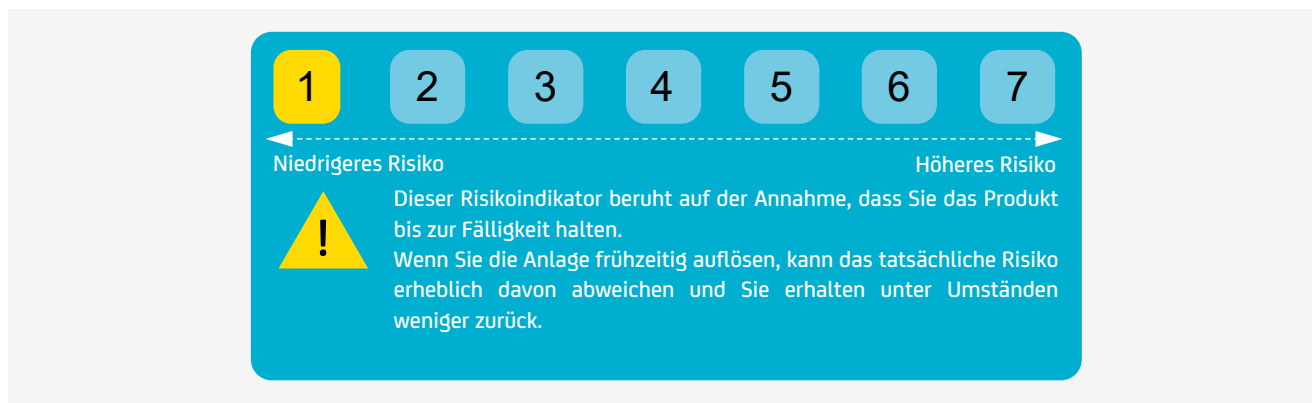 1 2 3 4 5 6 7
Niedrigeres Risiko Höheres Risiko
!
Dieser Risikoindikator beruht auf der Annahme, dass Sie das Produkt
bis zur Fälligkeit halten.
Wenn Sie die Anlage frühzeitig auflösen, kann das tatsächliche Risiko
erheblich davon abweichen und Sie erhalten unter Umständen
weniger zurück.